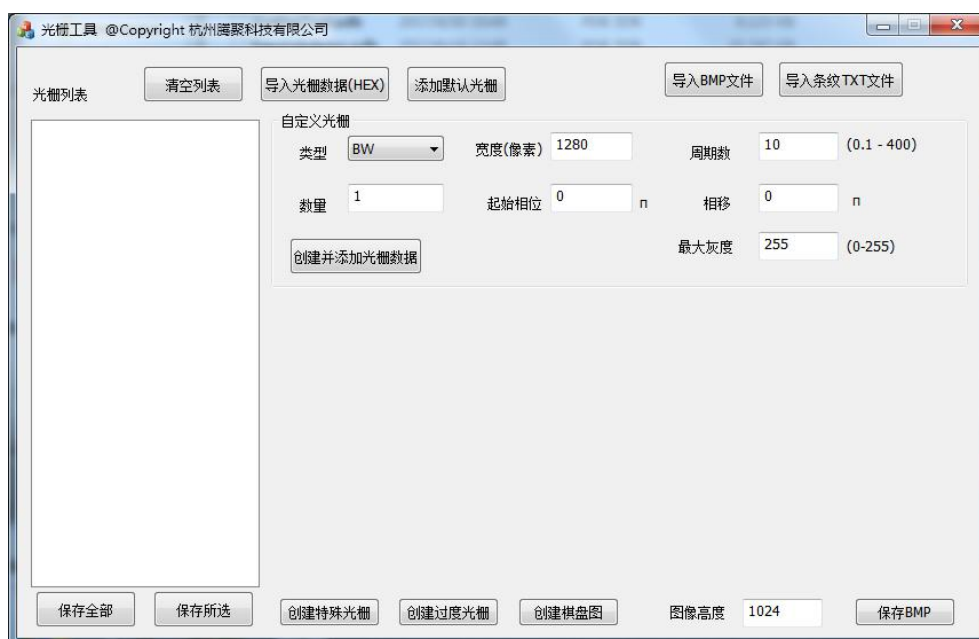 光栅工具 @Copyright 杭州腾聚科技有限公司
光栅列表 清空列表 导入光栅数据(HEX) 添加默认光栅 导入BMP文件 导入条纹TXT文件
自定义光栅
类型 BW 宽度(像素) 1280 周期数 10 (0.1 - 400)
数量 1 起始相位 0 π 相移 0 π
创建并添加光栅数据 最大灰度 255 (0-255)
保存全部 保存所选 创建特殊光栅 创建过度光栅 创建棋盘图 图像高度 1024 保存BMP